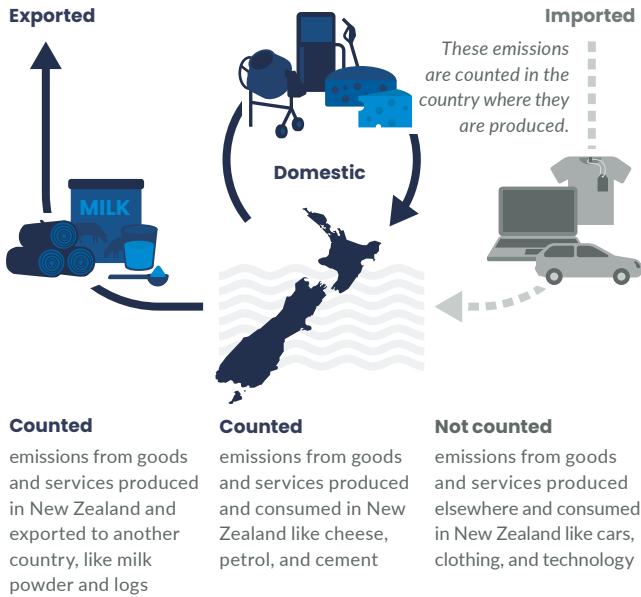 Exported
Imported
These emissions
are counted in the
country where they
are produced.
Domestic
MILK
Counted
emissions from goods
and services produced
in New Zealand and
exported to another
country, like milk
powder and logs
Counted
emissions from goods
and services produced
and consumed in New
Zealand like cheese,
petrol, and cement
Not counted
emissions from goods
and services produced
elsewhere and consumed
in New Zealand like cars,
clothing, and technology